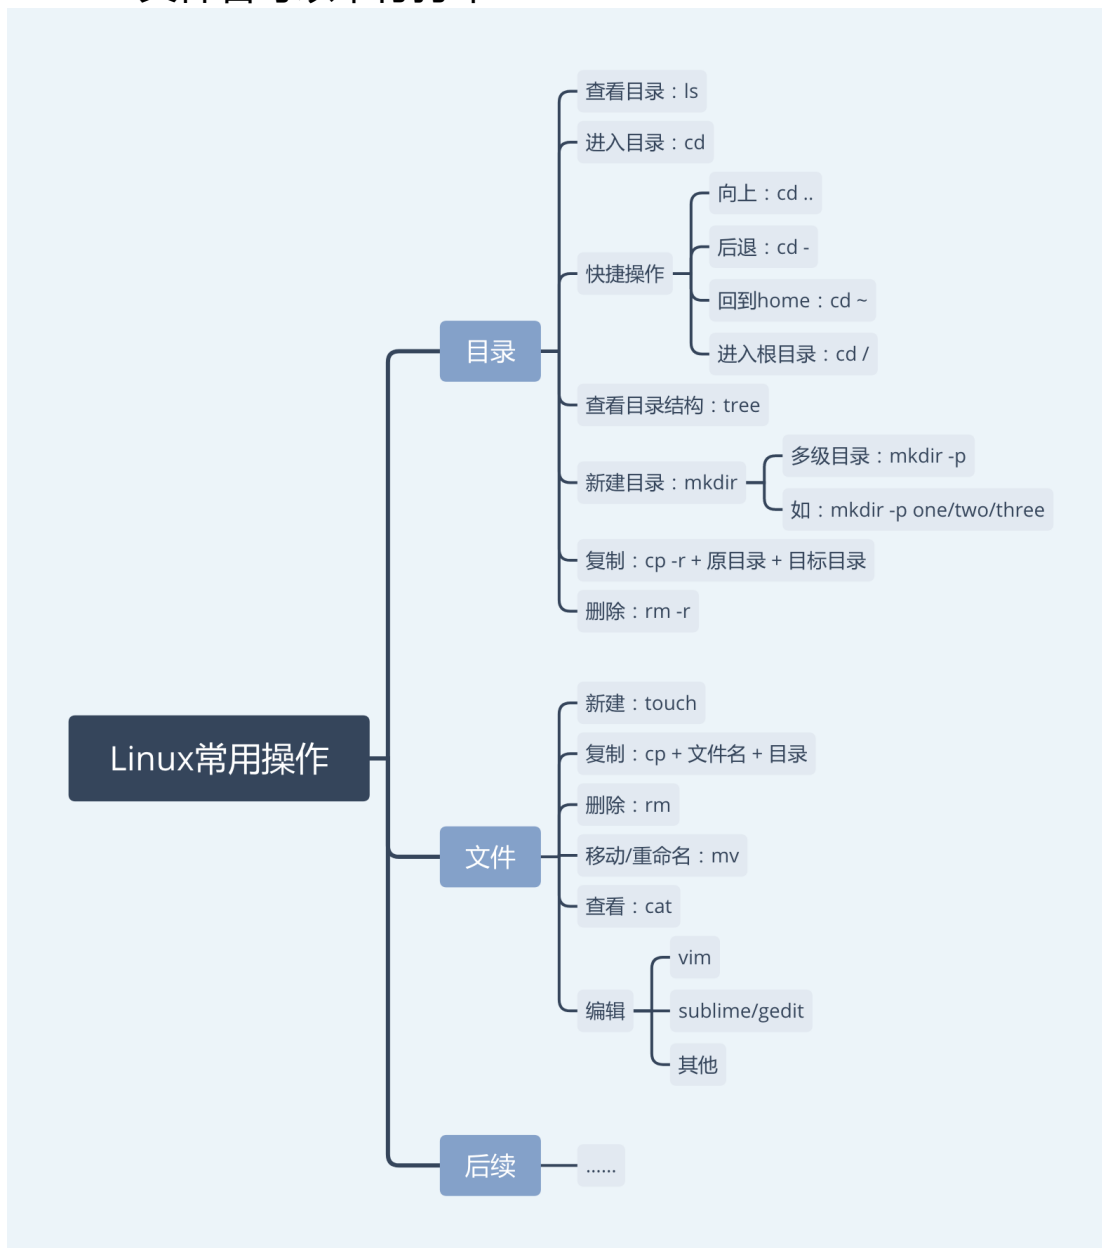 查看目录：ls
进入目录：cd
向上：cd ..
后退：cd -
快捷操作
回到home：cd ~
目录
进入根目录：cd /
查看目录结构：tree
多级目录：mkdir -p
新建目录：mkdir
如：mkdir -p one/two/three
复制：cp -r + 原目录 + 目标目录
删除：rm -r
新建：touch
Linux常用操作
复制：cp + 文件名 + 目录
删除：rm
文件
移动/重命名：mv
查看：cat
vim
编辑
sublime/gedit
其他
后续
......